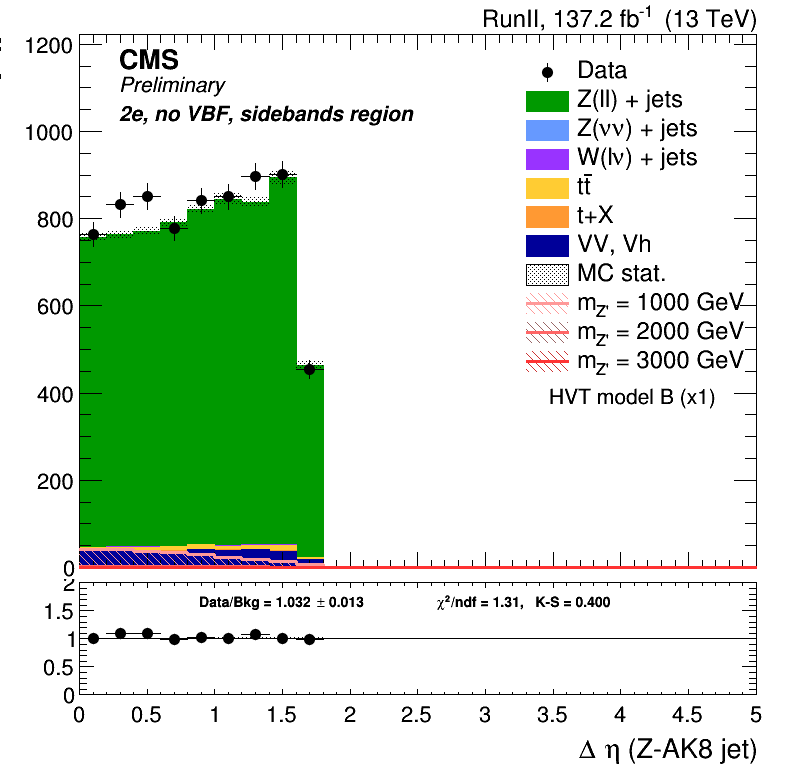 RunII, 137.2 fb⁻¹ (13 TeV)
CMS
Preliminary
2e, no VBF, sidebands region
Data
Z(ll) + jets
Z(νν) + jets
W(lν) + jets
tt̄
t+X
VV, Vh
MC stat.
m_Z' = 1000 GeV
m_Z' = 2000 GeV
m_Z' = 3000 GeV
HVT model B (x1)
1200
1000
800
600
400
200
0
Data/Bkg = 1.032 ± 0.013 χ²/ndf = 1.31, K-S = 0.400
2
1.5
1
0.5
0
0 0.5 1 1.5 2 2.5 3 3.5 4 4.5 5
Δ η (Z-AK8 jet)